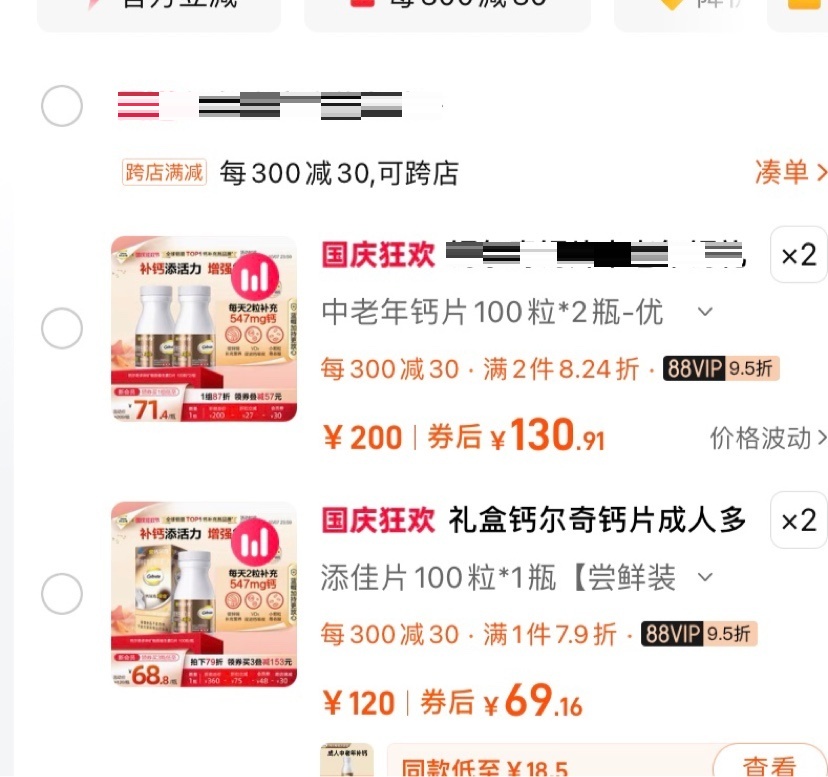 每300减30
跨店满减 每300减30,可跨店 凑单
国庆狂欢 ×2
补钙添活力 增强
每天2粒补充
547mg钙
71.4/瓶
1组87折 领券叠减57元
中老年钙片100粒*2瓶-优
每300减30 · 满2件8.24折 · 88VIP 9.5折
¥200 券后 ¥130.91 价格波动
国庆狂欢 礼盒钙尔奇钙片成人多 ×2
补钙添活力 增强
每天2粒补充
547mg钙
拍下79折 领券买3叠减153元
68.8/瓶
添佳片100粒*1瓶【尝鲜装
每300减30 · 满1件7.9折 · 88VIP 9.5折
¥120 券后 ¥69.16
成人中老年补钙
同款低至¥18.5 查看